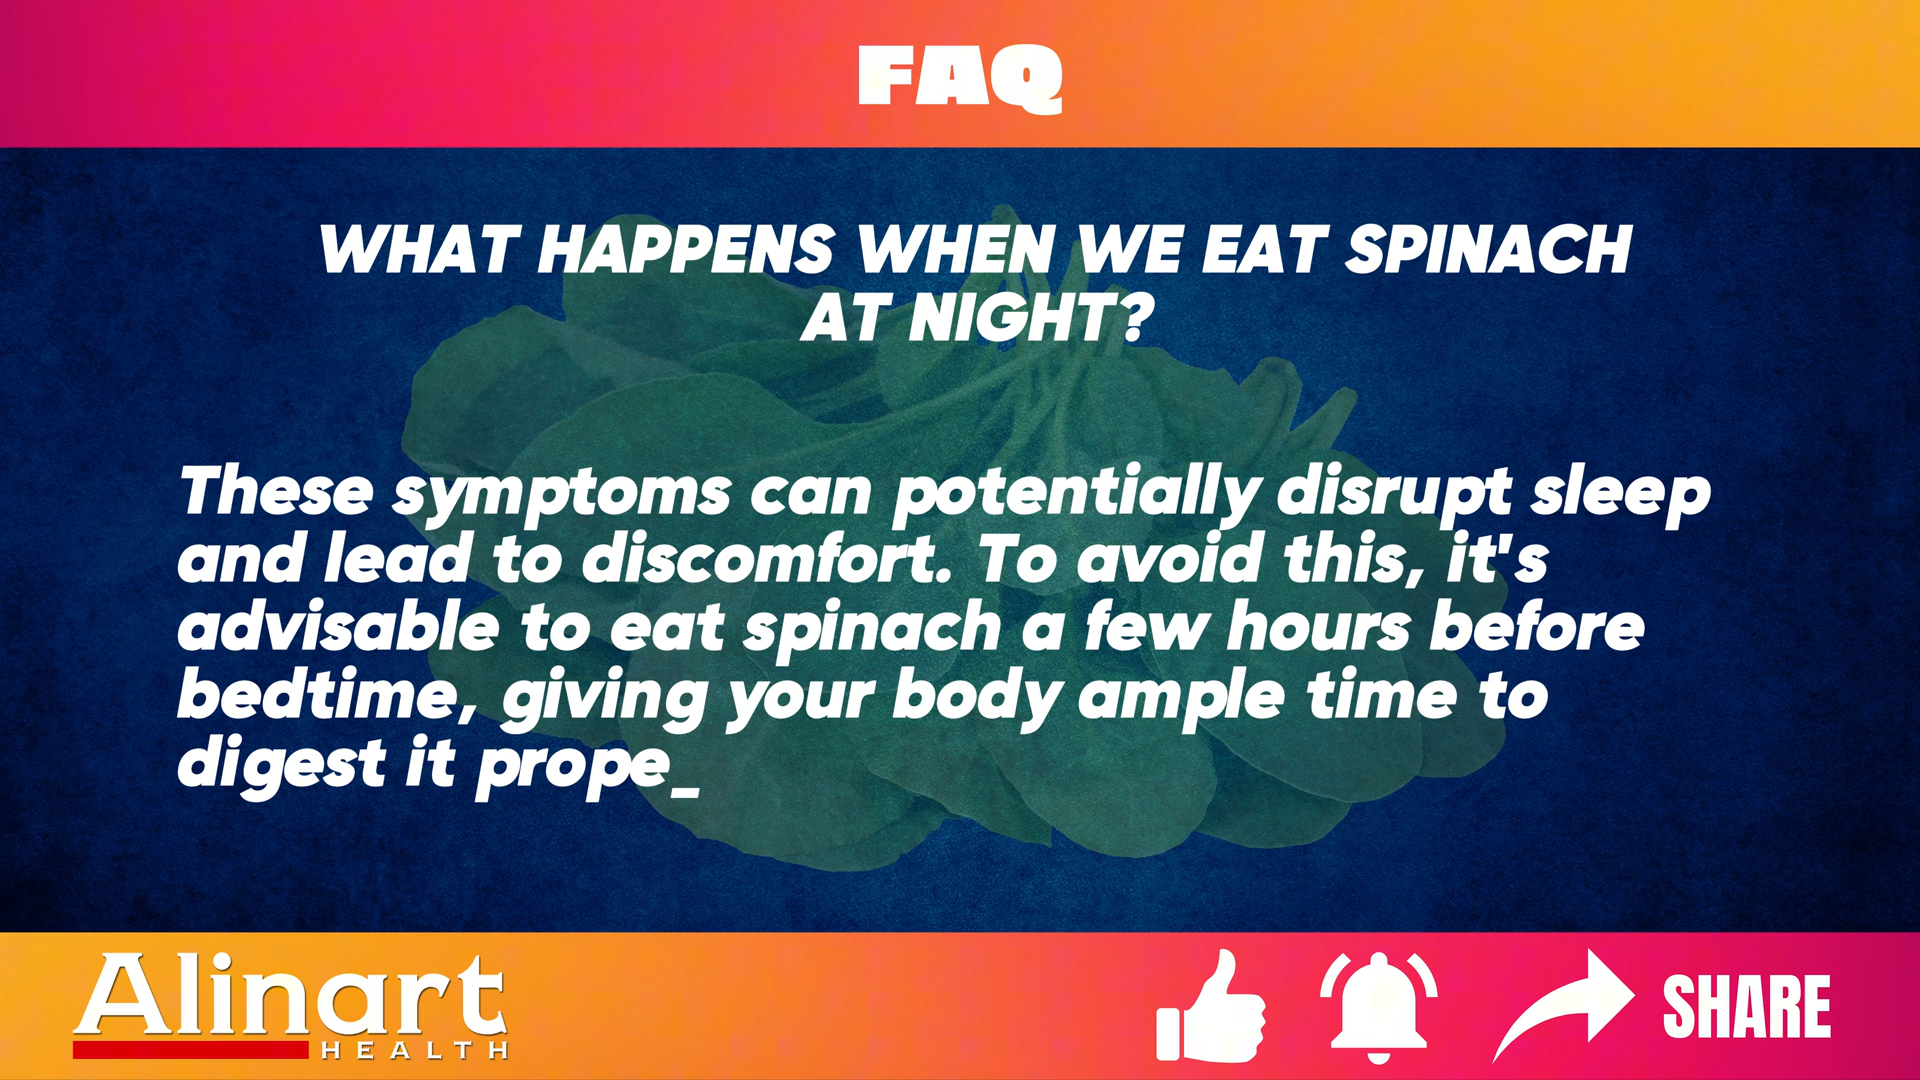 FAQ
WHAT HAPPENS WHEN WE EAT SPINACH
AT NIGHT?
These symptoms can potentially disrupt sleep
and lead to discomfort. To avoid this, it's
advisable to eat spinach a few hours before
bedtime, giving your body ample time to
digest it prope_
Alinart
HEALTH
SHARE